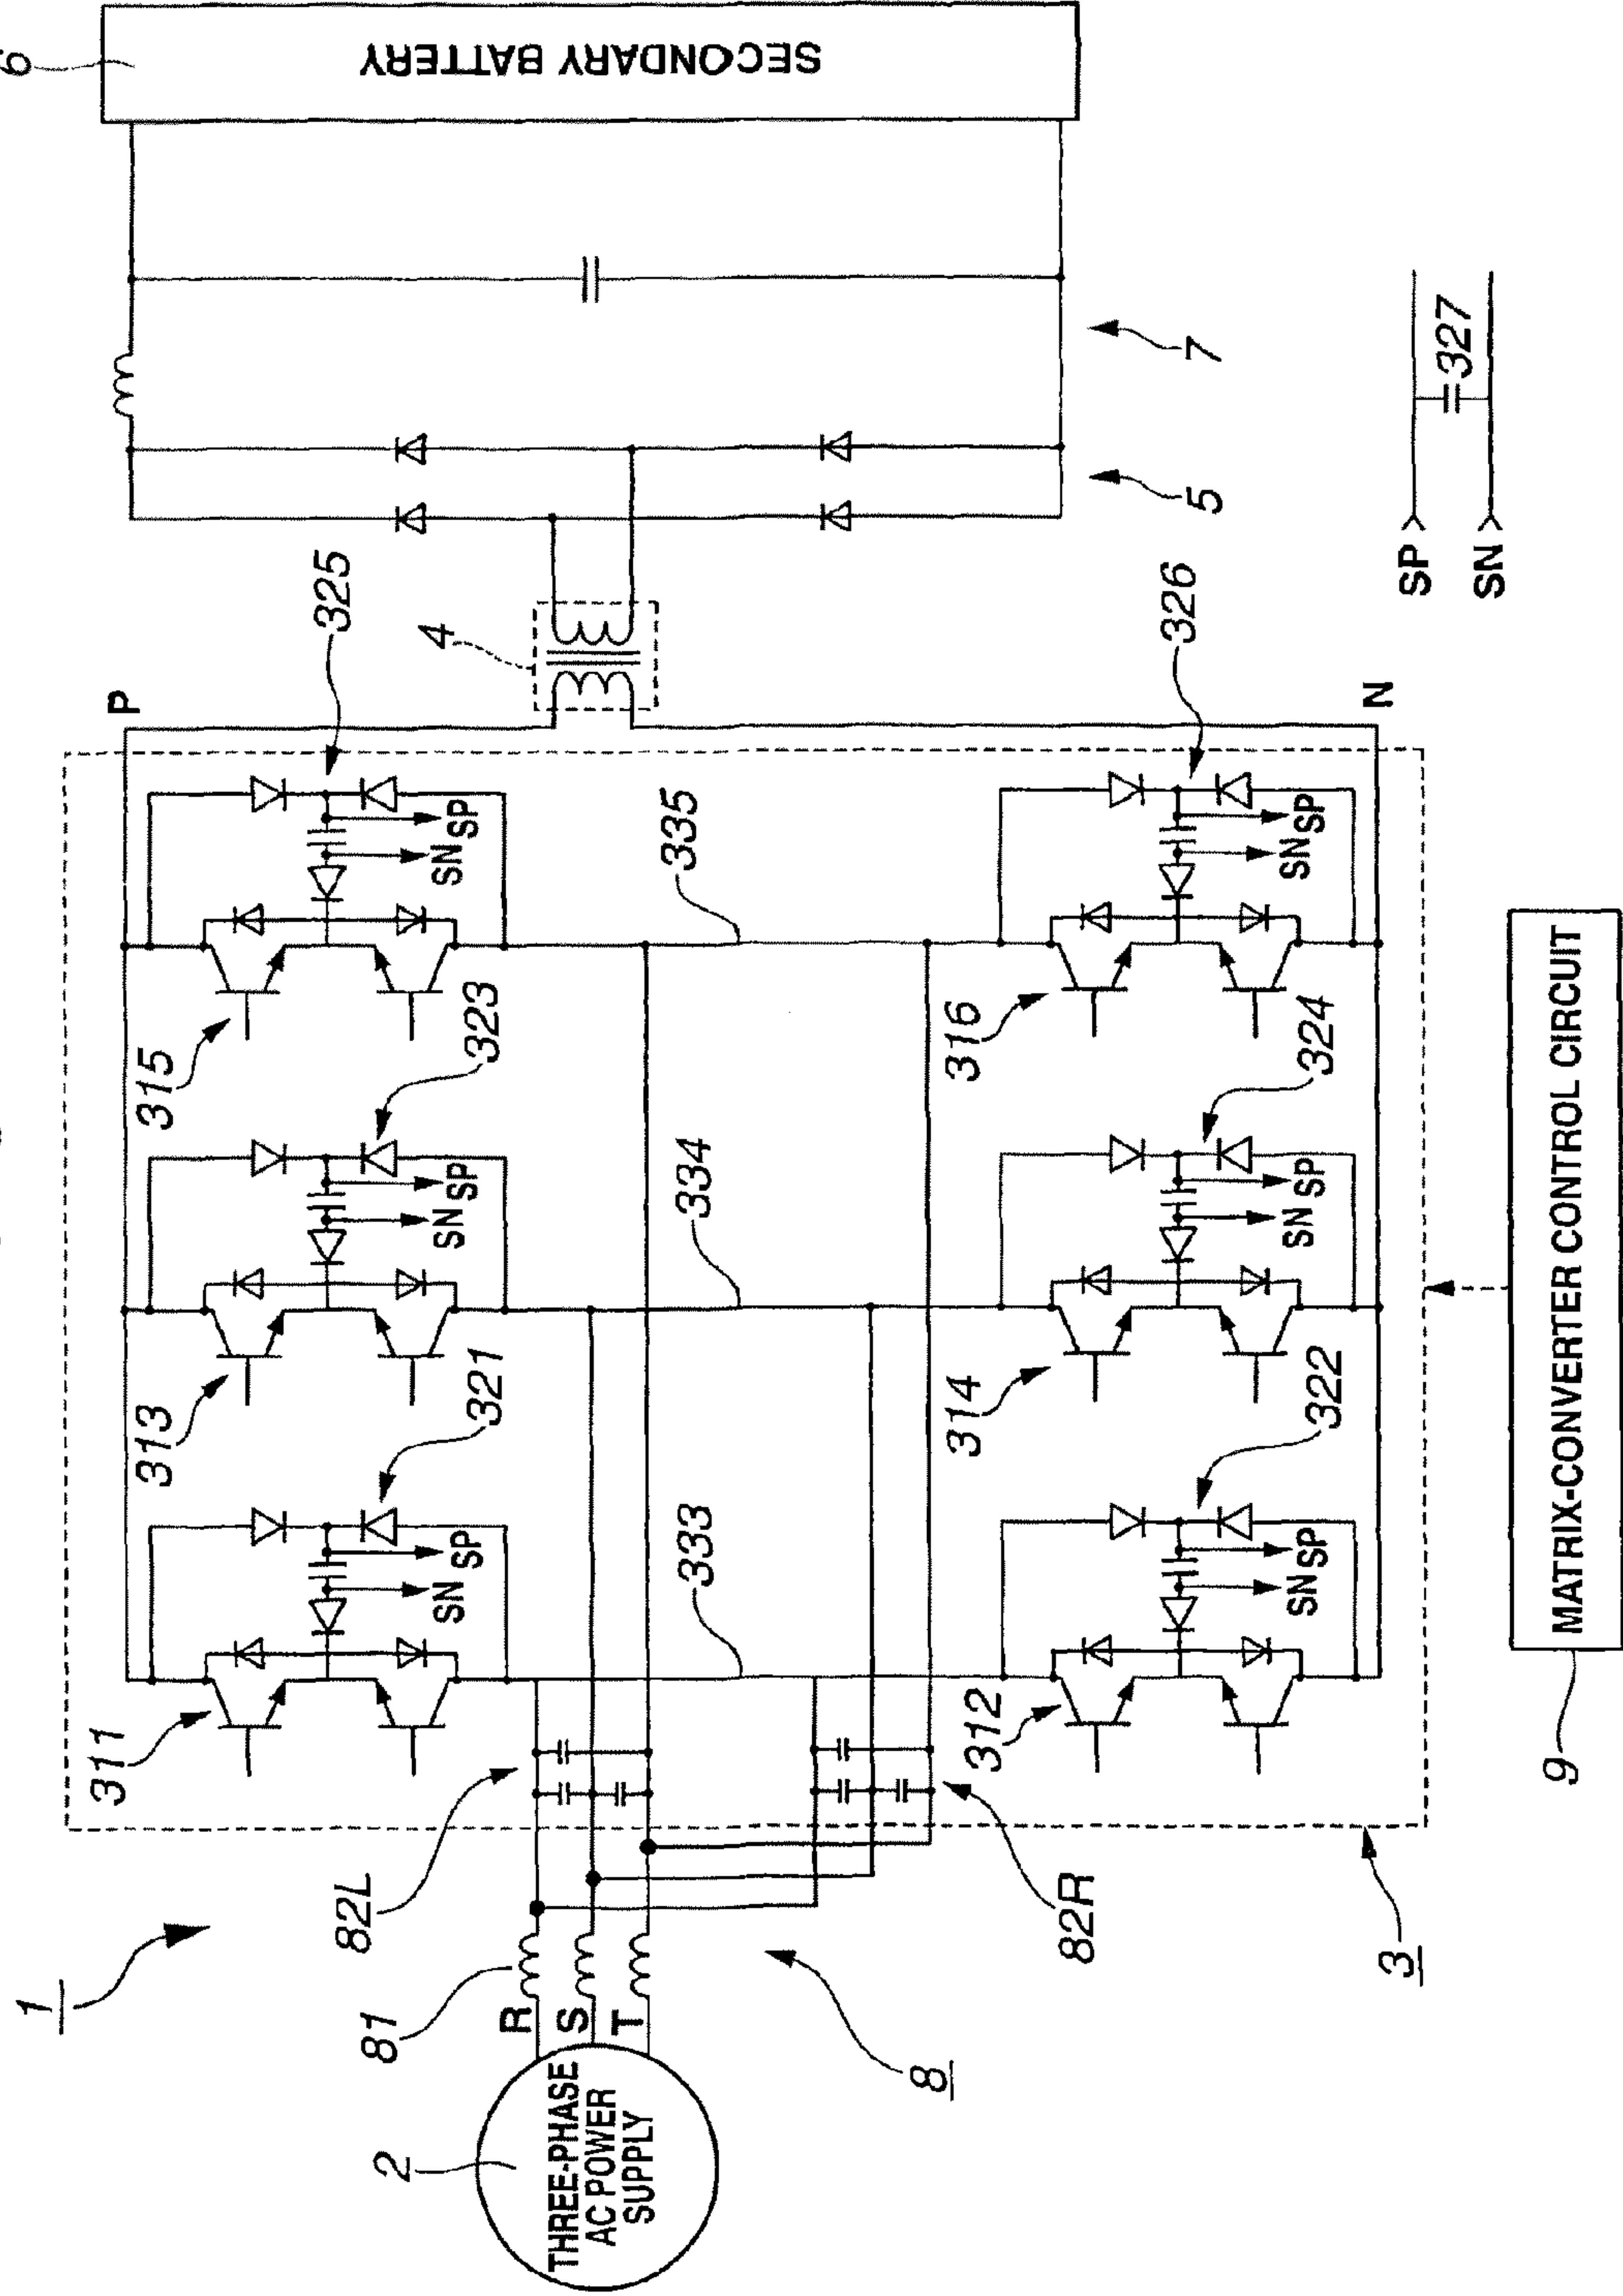 1
2
THREE-PHASE
AC POWER
SUPPLY
R
S
T
81
8
82L
82R
3
311
321
SN
SP
313
323
SN
SP
315
325
SN
SP
P
333
334
335
312
322
SN
SP
314
324
SN
SP
316
326
SN
SP
N
4
5
7
6
SECONDARY BATTERY
SP
SN
327
9
MATRIX-CONVERTER CONTROL CIRCUIT